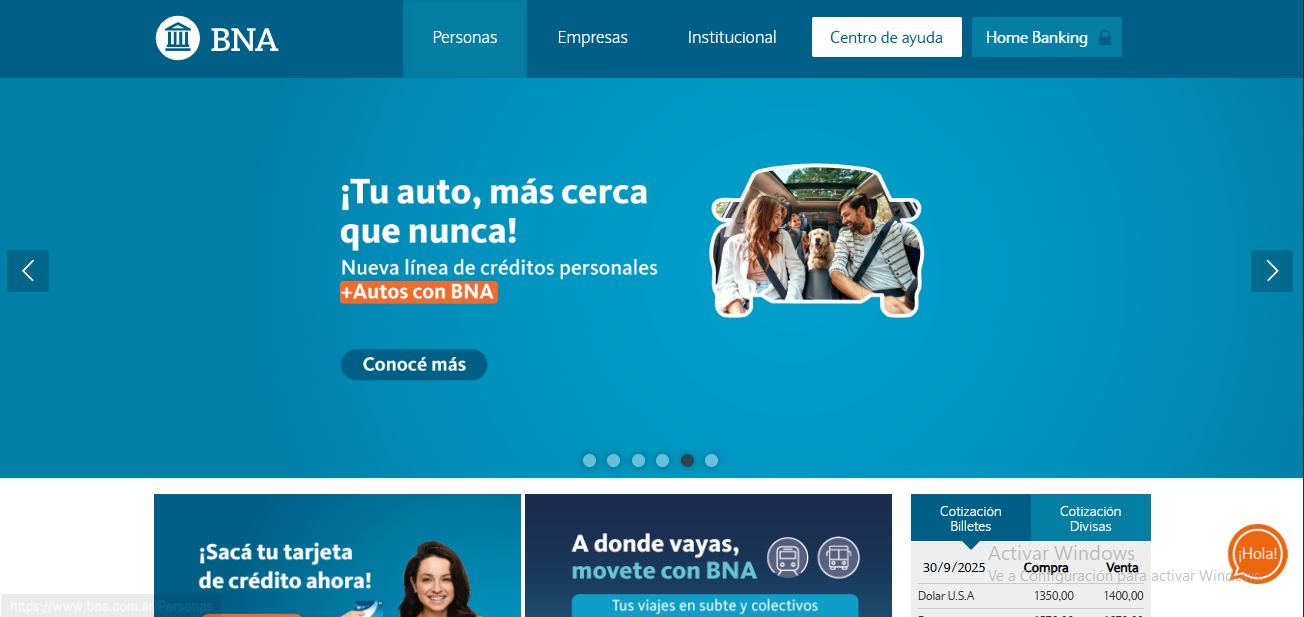 BNA
Personas
Empresas
Institucional
Centro de ayuda
Home Banking
¡Tu auto, más cerca
que nunca!
Nueva línea de créditos personales
+Autos con BNA
Conocé más
¡Sacá tu tarjeta
de crédito ahora!
A donde vayas,
movete con BNA
Tus viajes en subte y colectivos
Cotización
Billetes
Cotización
Divisas
30/9/2025 Compra Venta
Dolar U.S.A 1350,00 1400,00
Activar Windows
Ve a Configuración para activar Windows.
¡Hola!
https://www.bna.com.ar/Personas